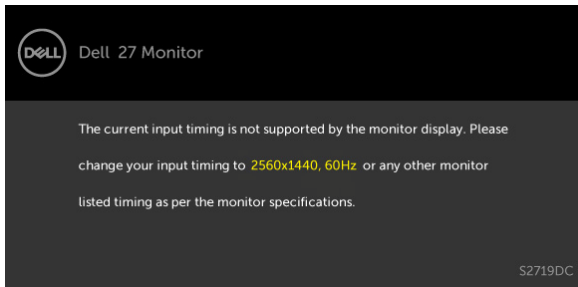 DELL
Dell 27 Monitor
The current input timing is not supported by the monitor display. Please
change your input timing to 2560x1440, 60Hz or any other monitor
listed timing as per the monitor specifications.
S2719DC